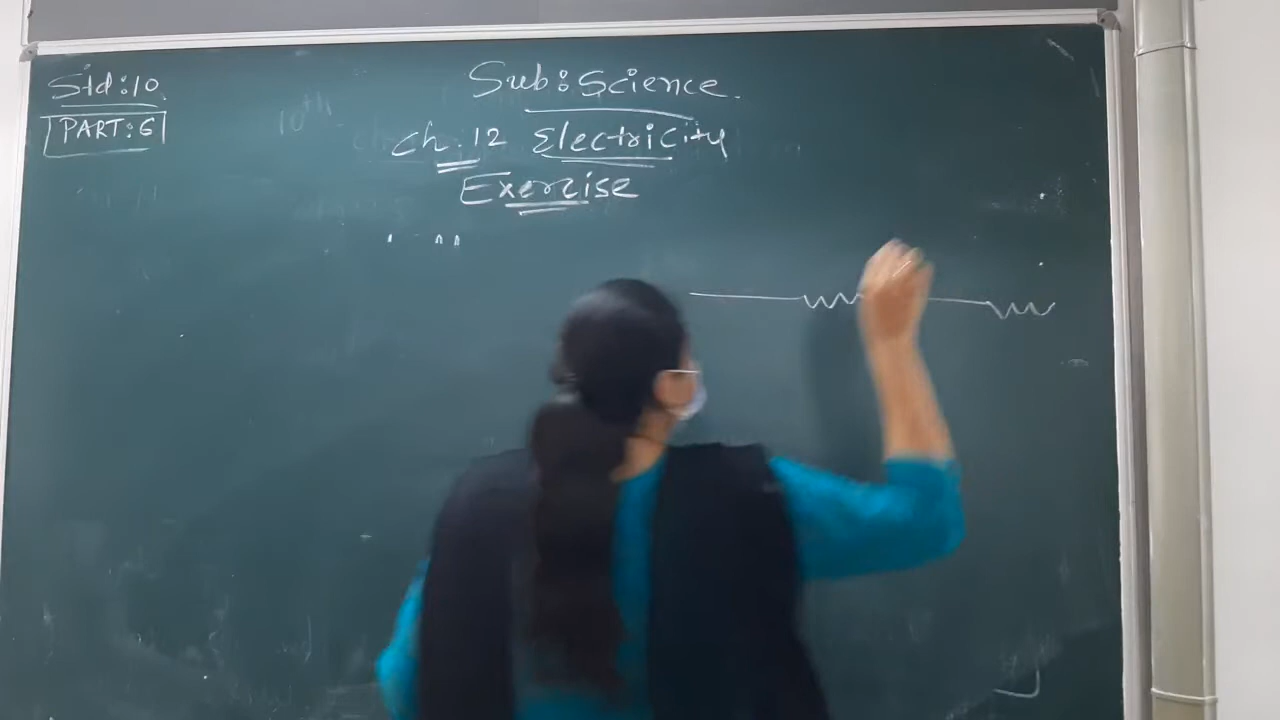 Std:10
Sub:Science.
PART:6
Ch.12 Electricity
Exercise